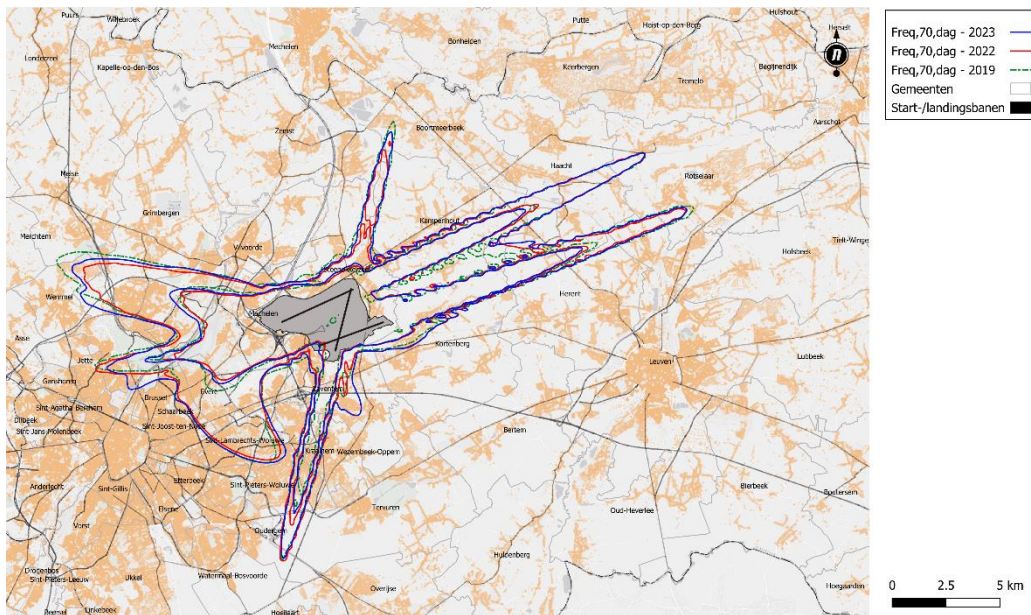 Puurs
Willebroek
Putte
Heist-op-den-Berg
Hulshout
Herselt
Mechelen
Bonheiden
Londerzeel
Kapelle-op-den-Bos
Keerbergen
Begijnendijk
Tremelo
Zemst
Boortmeerbeek
Aarschot
Meise
Haacht
Rotselaar
Grimbergen
Kampenhout
Merchtem
Vilvoorde
Holsbeek
Tielt-Winge
Wemmel
Herent
Machelen
Asse
Kortenberg
Jette
Leuven
Lubbeek
Ganshoren
Evere
Zaventem
Brussel
Sint-Agatha-Berchem
Schaarbeek
Dilbeek
Sint-Joost-ten-Node
Sint-Jans-Molenbeek
Sint-Lambrechts-Woluwe
Bertem
Kraainem
Wezembeek-Oppem
Anderlecht
Sint-Gillis
Etterbeek
Sint-Pieters-Woluwe
Bierbeek
Boutersem
Elsene
Tervuren
Oud-Heverlee
Vorst
Oudergem
Huldenberg
Drogenbos
Sint-Pieters-Leeuw
Ukkel
Watermaal-Bosvoorde
Overijse
Hoegaarden
Beersel
Linkebeek
Hoeilaart
n
Freq,70,dag - 2023
Freq,70,dag - 2022
Freq,70,dag - 2019
Gemeenten
Start-/landingsbanen
0 2.5 5 km